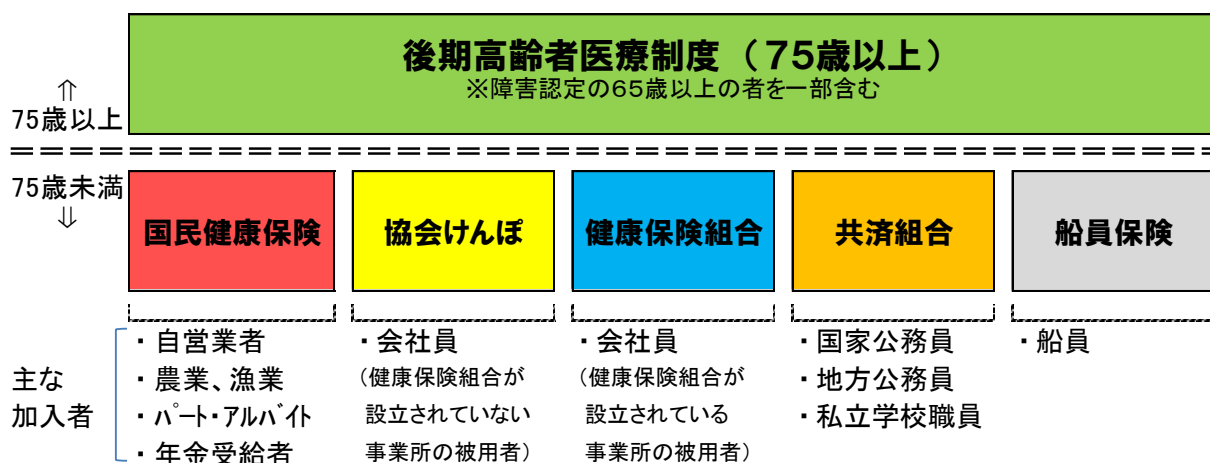 後期高齢者医療制度（７５歳以上）
※障害認定の６５歳以上の者を一部含む
⇑
75歳以上
75歳未満
⇓
国民健康保険
協会けんぽ
健康保険組合
共済組合
船員保険
主な
加入者
・自営業者
・農業、漁業
・ﾊﾟｰﾄ・ｱﾙﾊﾞｲﾄ
・年金受給者
・会社員
（健康保険組合が
設立されていない
事業所の被用者）
・会社員
（健康保険組合が
設立されている
事業所の被用者）
・国家公務員
・地方公務員
・私立学校職員
・船員